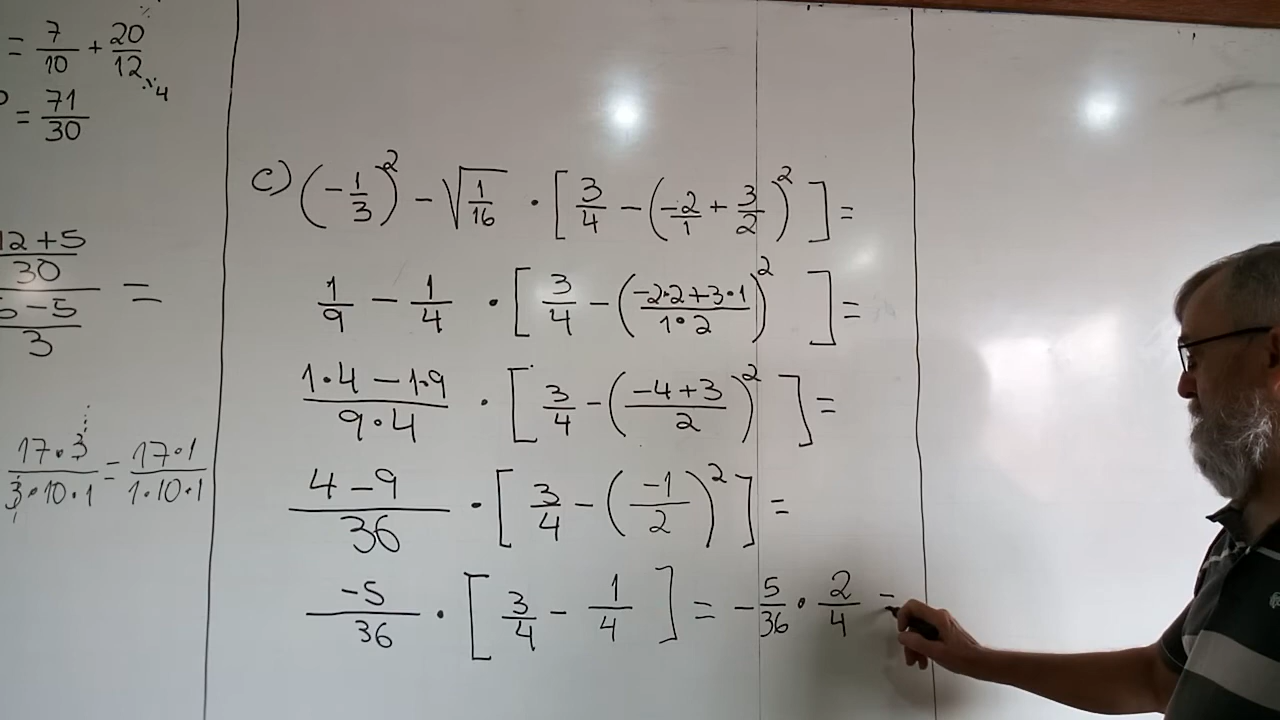 = 7/10 + 20/12 :4
= 71/30
12+5/30 =
5-5/3
17•3/3•10•1 = 17•1/1•10•1
c) (-1/3)² - √(1/16) • [3/4 - (-2/1 + 3/2)²] =
1/9 - 1/4 • [3/4 - (-2•2+3•1/1•2)²] =
1•4 - 1•9/9•4 • [3/4 - (-4+3/2)²] =
4-9/36 • [3/4 - (-1/2)²] =
-5/36 • [3/4 - 1/4] = -5/36 • 2/4 =